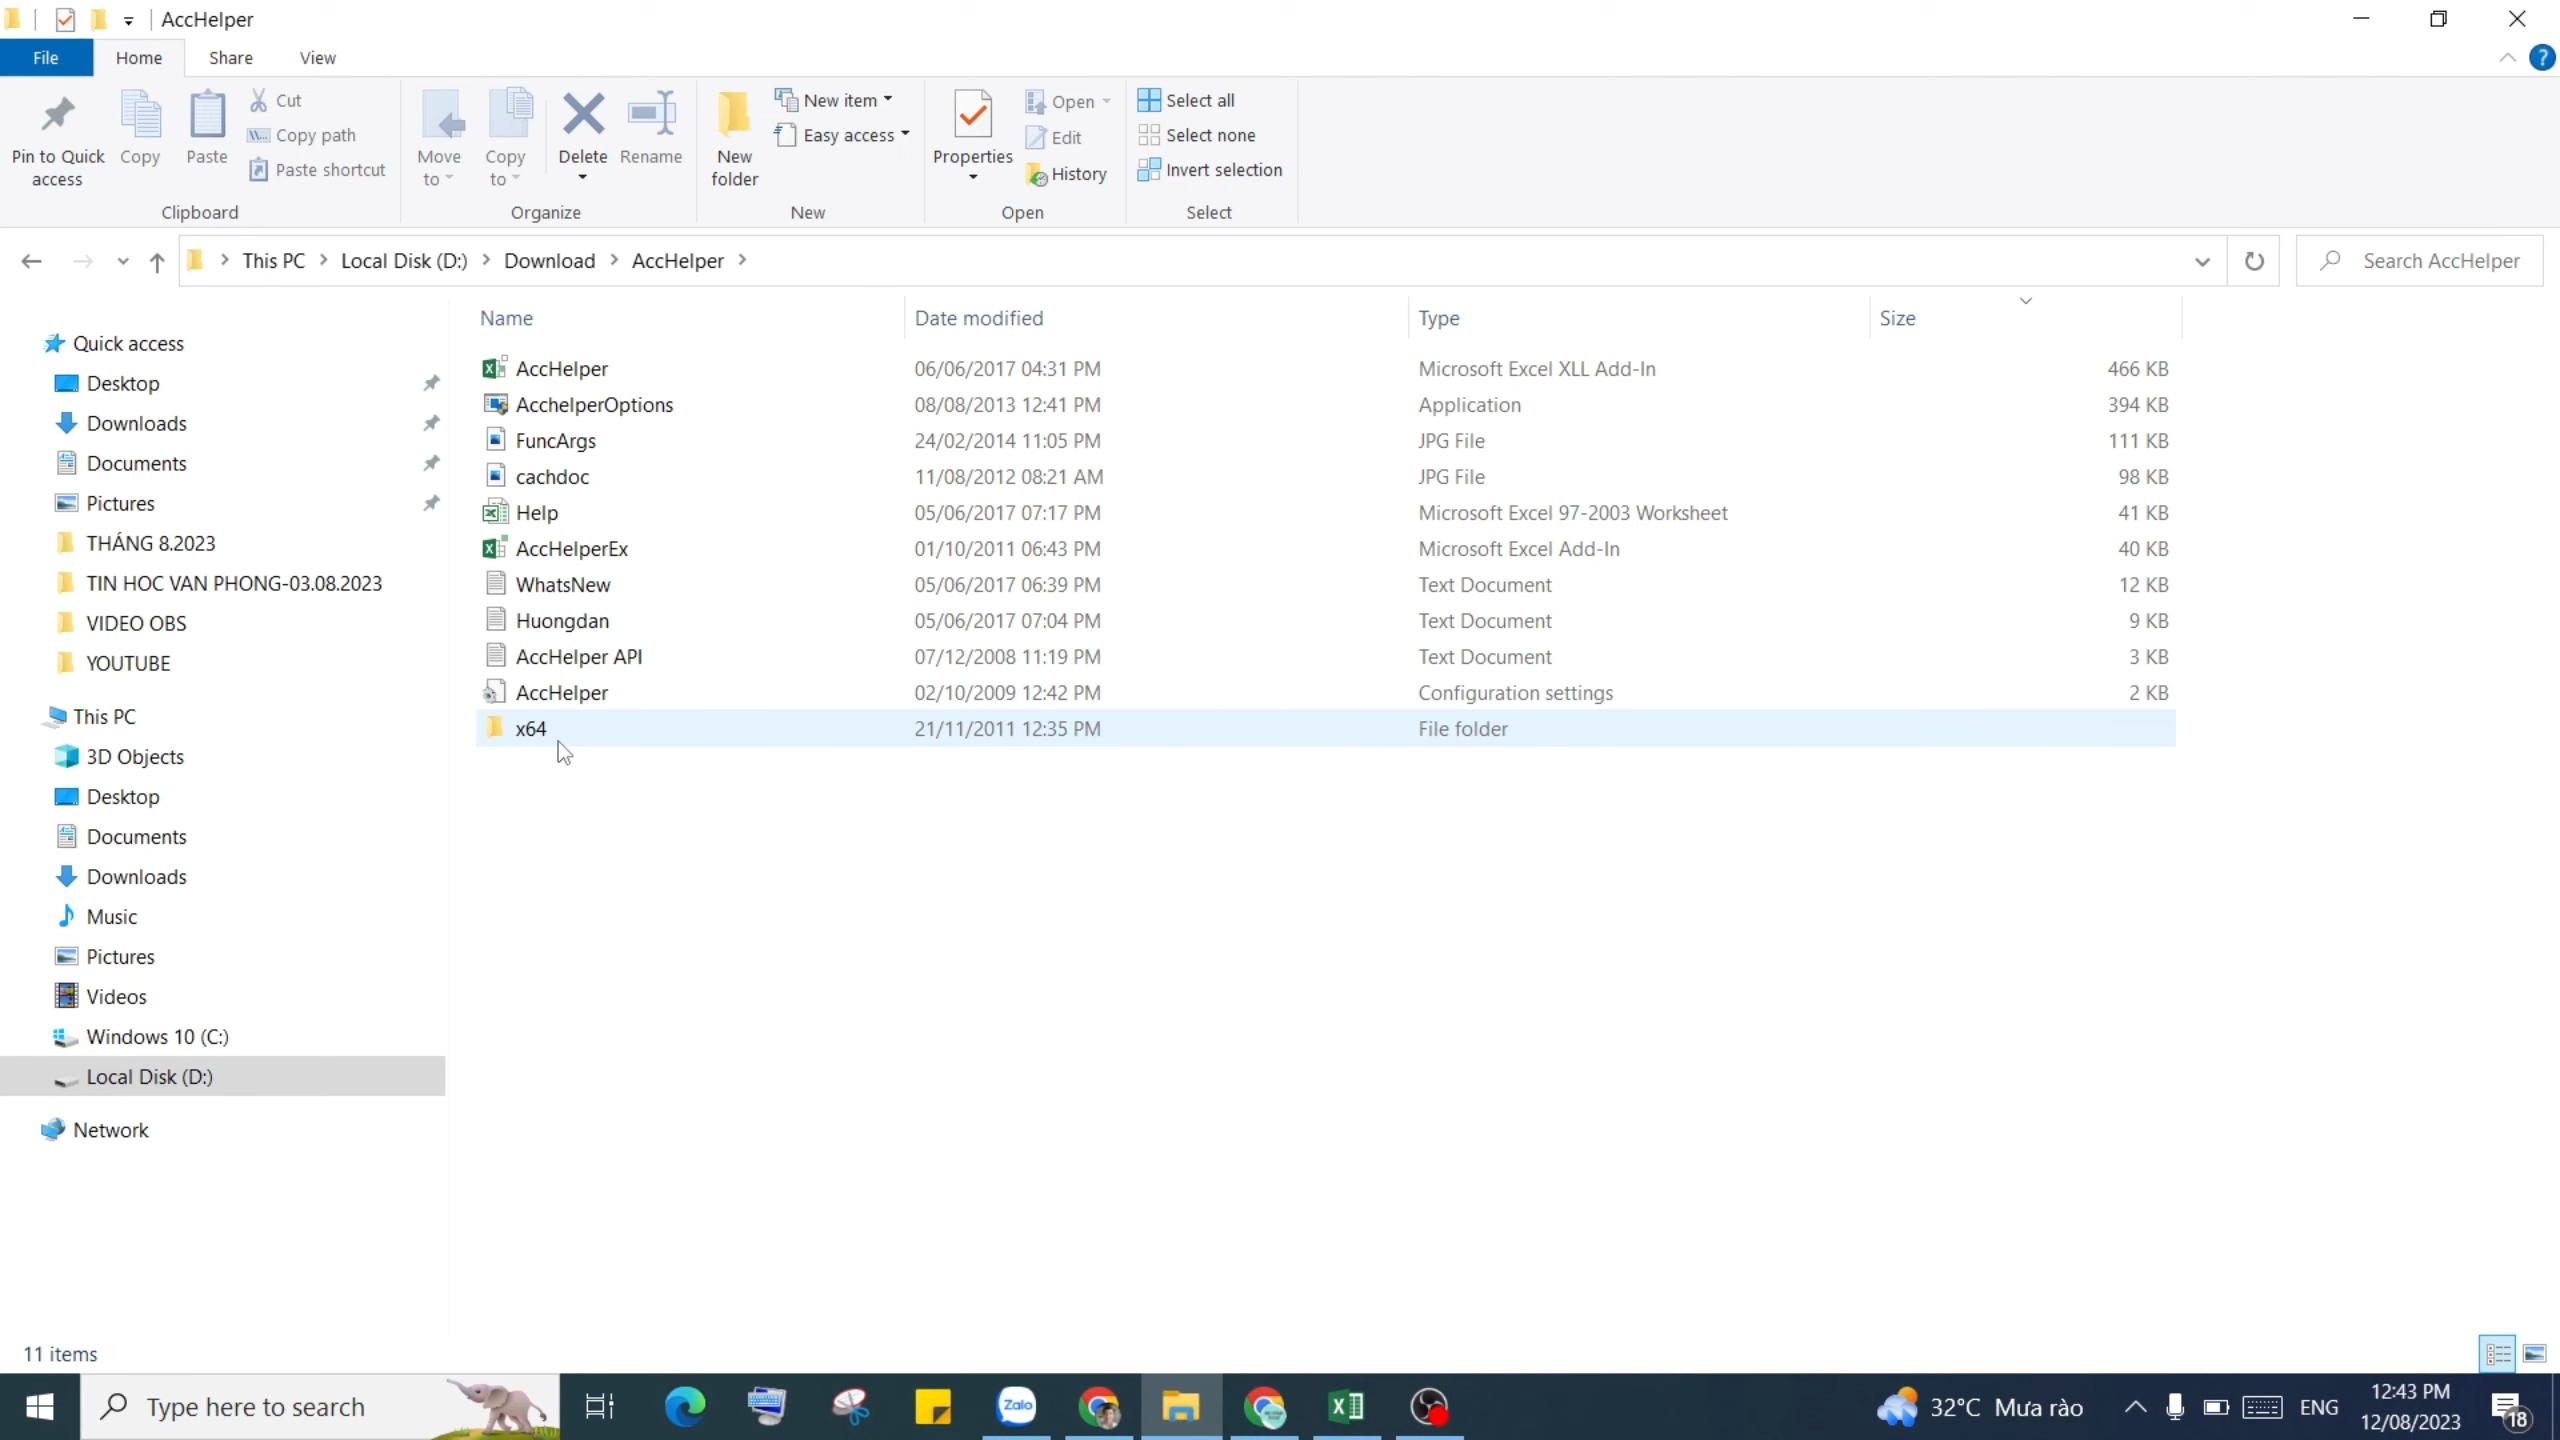 AccHelper
File
Home
Share
View
Pin to Quick access
Copy
Paste
Cut
Copy path
Paste shortcut
Clipboard
Move to
Copy to
Delete
Rename
Organize
New folder
New item
Easy access
New
Properties
Open
Edit
History
Open
Select all
Select none
Invert selection
Select
This PC > Local Disk (D:) > Download > AccHelper >
Search AccHelper
Name Date modified Type Size
AccHelper 06/06/2017 04:31 PM Microsoft Excel XLL Add-In 466 KB
AcchelperOptions 08/08/2013 12:41 PM Application 394 KB
FuncArgs 24/02/2014 11:05 PM JPG File 111 KB
cachdoc 11/08/2012 08:21 AM JPG File 98 KB
Help 05/06/2017 07:17 PM Microsoft Excel 97-2003 Worksheet 41 KB
AccHelperEx 01/10/2011 06:43 PM Microsoft Excel Add-In 40 KB
WhatsNew 05/06/2017 06:39 PM Text Document 12 KB
Huongdan 05/06/2017 07:04 PM Text Document 9 KB
AccHelper API 07/12/2008 11:19 PM Text Document 3 KB
AccHelper 02/10/2009 12:42 PM Configuration settings 2 KB
x64 21/11/2011 12:35 PM File folder
Quick access
Desktop
Downloads
Documents
Pictures
THÁNG 8.2023
TIN HOC VAN PHONG-03.08.2023
VIDEO OBS
YOUTUBE
This PC
3D Objects
Desktop
Documents
Downloads
Music
Pictures
Videos
Windows 10 (C:)
Local Disk (D:)
Network
11 items
Type here to search
Zalo
32°C Mưa rào
ENG
12:43 PM
12/08/2023
18